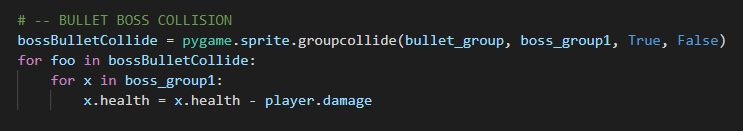 # -- BULLET BOSS COLLISION
bossBulletCollide = pygame.sprite.groupcollide(bullet_group, boss_group1, True, False)
for foo in bossBulletCollide:
    for x in boss_group1:
        x.health = x.health - player.damage